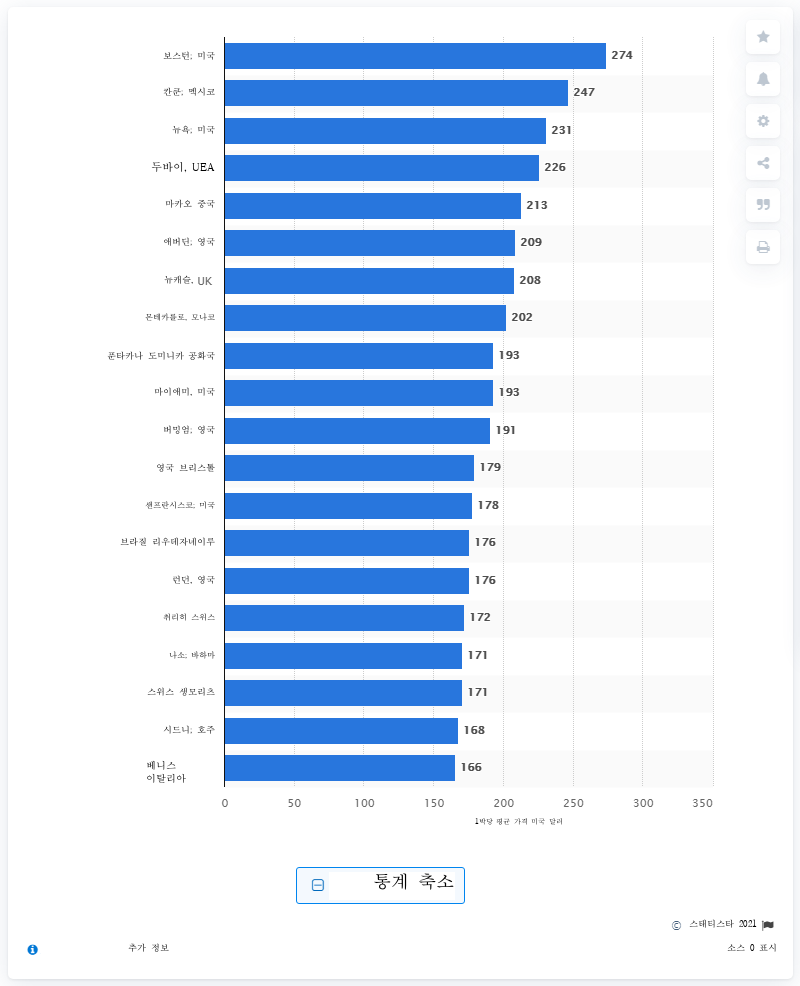 보스턴; 미국 274
칸쿤; 멕시코 247
뉴욕; 미국 231
두바이, UEA 226
마카오 중국 213
애버딘; 영국 209
뉴캐슬, UK 208
몬테카를로, 모나코 202
푼타카나 도미니카 공화국 193
마이애미, 미국 193
버밍엄; 영국 191
영국 브리스톨 179
샌프란시스코; 미국 178
브라질 리우데자네이루 176
런던, 영국 176
취리히 스위스 172
나소; 바하마 171
스위스 생모리츠 171
시드니; 호주 168
베니스
이탈리아 166
0 50 100 150 200 250 300 350
1박당 평균 가격 미국 달러
통계 축소
© 스태티스타 2021
추가 정보
소스 0 표시